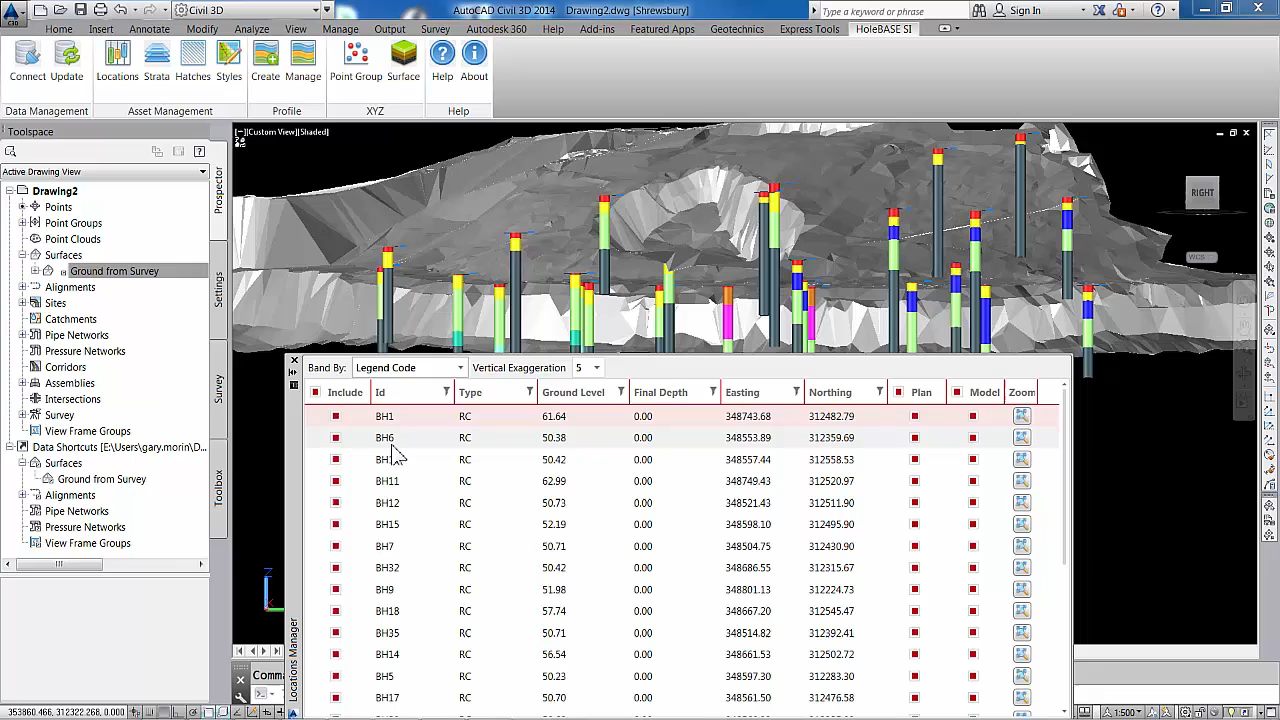 Civil 3D
AutoCAD Civil 3D 2014 Drawing2.dwg [Shrewsbury]
Type a keyword or phrase
Sign In
Home Insert Annotate Modify Analyze View Manage Output Survey Autodesk 360 Help Add-ins Featured Apps Geotechnics Express Tools HoleBASE SI
Connect Update Locations Strata Hatches Styles Create Manage Point Group Surface Help About
Data Management Asset Management Profile XYZ Help
Toolspace
[−][Custom View][Shaded]
Active Drawing View
Drawing2
Points
Point Groups
Point Clouds
Surfaces
Ground from Survey
Alignments
Sites
Catchments
Pipe Networks
Pressure Networks
Corridors
Assemblies
Intersections
Survey
View Frame Groups
Data Shortcuts [E:\Users\gary.morin\D...
Surfaces
Ground from Survey
Alignments
Pipe Networks
Pressure Networks
View Frame Groups
Prospector
Settings
Survey
Toolbox
RIGHT
WCS
Z
Band By: Legend Code Vertical Exaggeration 5
Include Id Type Ground Level Final Depth Easting Northing Plan Model Zoom
BH1 RC 61.64 0.00 348743.68 312482.79
BH6 RC 50.38 0.00 348553.89 312359.69
RC 50.42 0.00 348557.44 312558.53
BH11 RC 62.99 0.00 348749.43 312520.97
BH12 RC 50.73 0.00 348521.43 312511.90
BH15 RC 52.19 0.00 348598.10 312495.90
BH7 RC 50.71 0.00 348504.75 312430.90
BH32 RC 50.42 0.00 348666.55 312315.67
BH9 RC 51.98 0.00 348801.13 312224.73
BH18 RC 57.74 0.00 348667.20 312545.47
BH35 RC 50.71 0.00 348514.82 312392.41
BH14 RC 56.54 0.00 348661.53 312502.72
BH5 RC 50.23 0.00 348597.30 312283.30
BH17 RC 50.70 0.00 348561.50 312476.58
Locations Manager
Comma
353860.466, 312322.268, 0.000
1:500